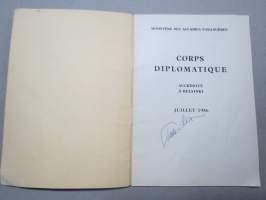 MINISTÈRE DES AFFAIRES ÉTRANGÈRES
CORPS
DIPLOMATIQUE
ACCRÉDITÉ
À HELSINKI
JUILLET 1966